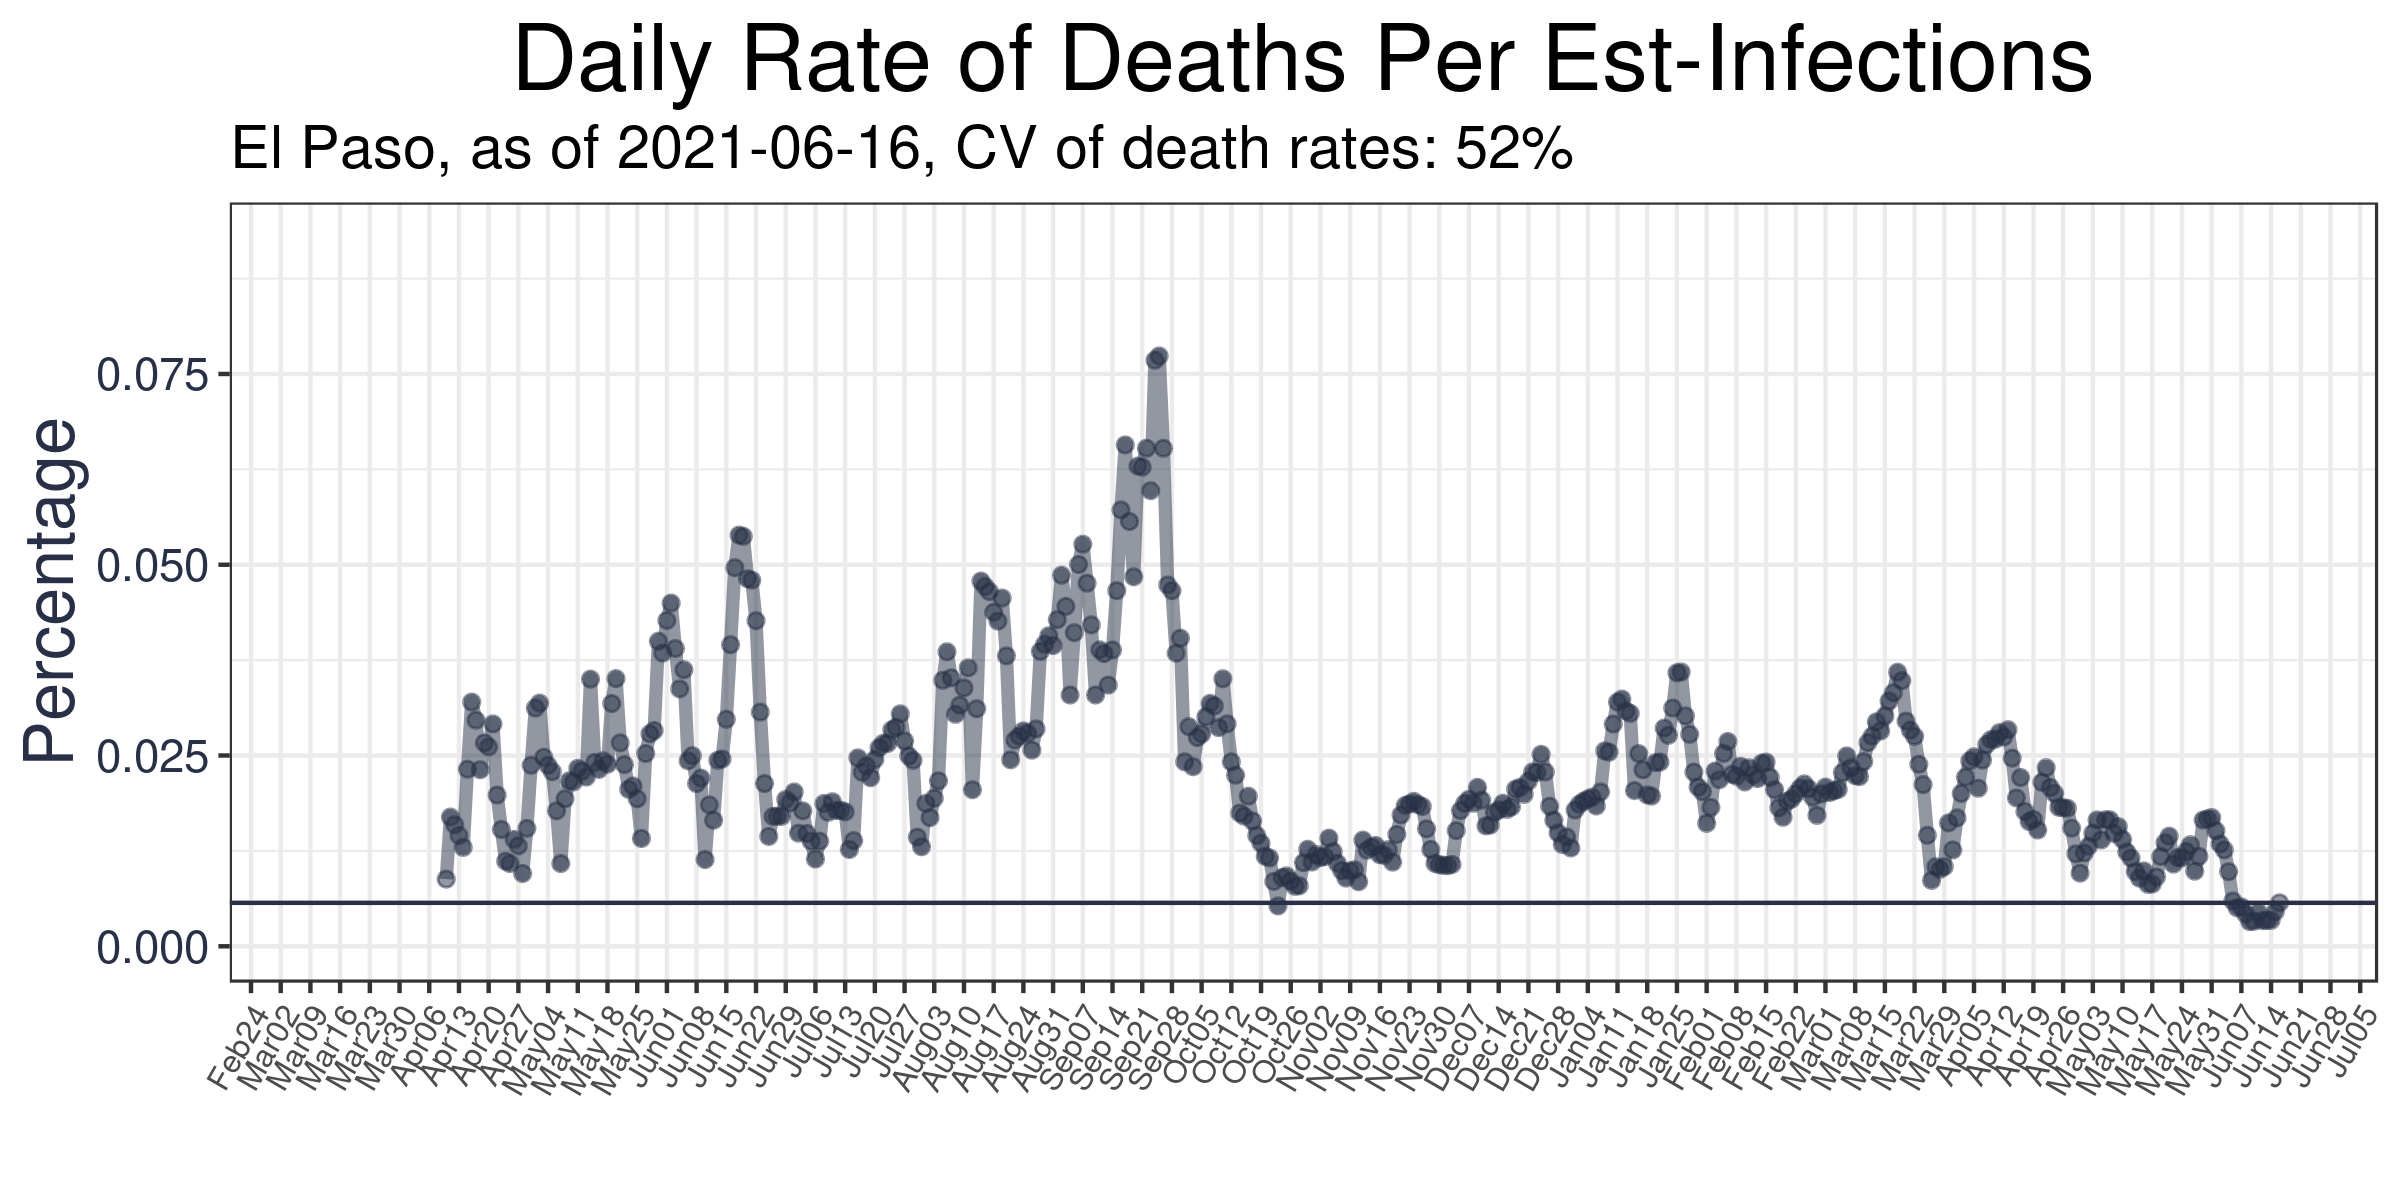 Daily Rate of Deaths Per Est-Infections
El Paso, as of 2021-06-16, CV of death rates: 52%
Percentage
0.075
0.050
0.025
0.000
Feb24
Mar02
Mar09
Mar16
Mar23
Mar30
Apr06
Apr13
Apr20
Apr27
May04
May11
May18
May25
Jun01
Jun08
Jun15
Jun22
Jun29
Jul06
Jul13
Jul20
Jul27
Aug03
Aug10
Aug17
Aug24
Aug31
Sep07
Sep14
Sep21
Sep28
Oct05
Oct12
Oct19
Oct26
Nov02
Nov09
Nov16
Nov23
Nov30
Dec07
Dec14
Dec21
Dec28
Jan04
Jan11
Jan18
Jan25
Feb01
Feb08
Feb15
Feb22
Mar01
Mar08
Mar15
Mar22
Mar29
Apr05
Apr12
Apr19
Apr26
May03
May10
May17
May24
May31
Jun07
Jun14
Jun21
Jun28
Jul05